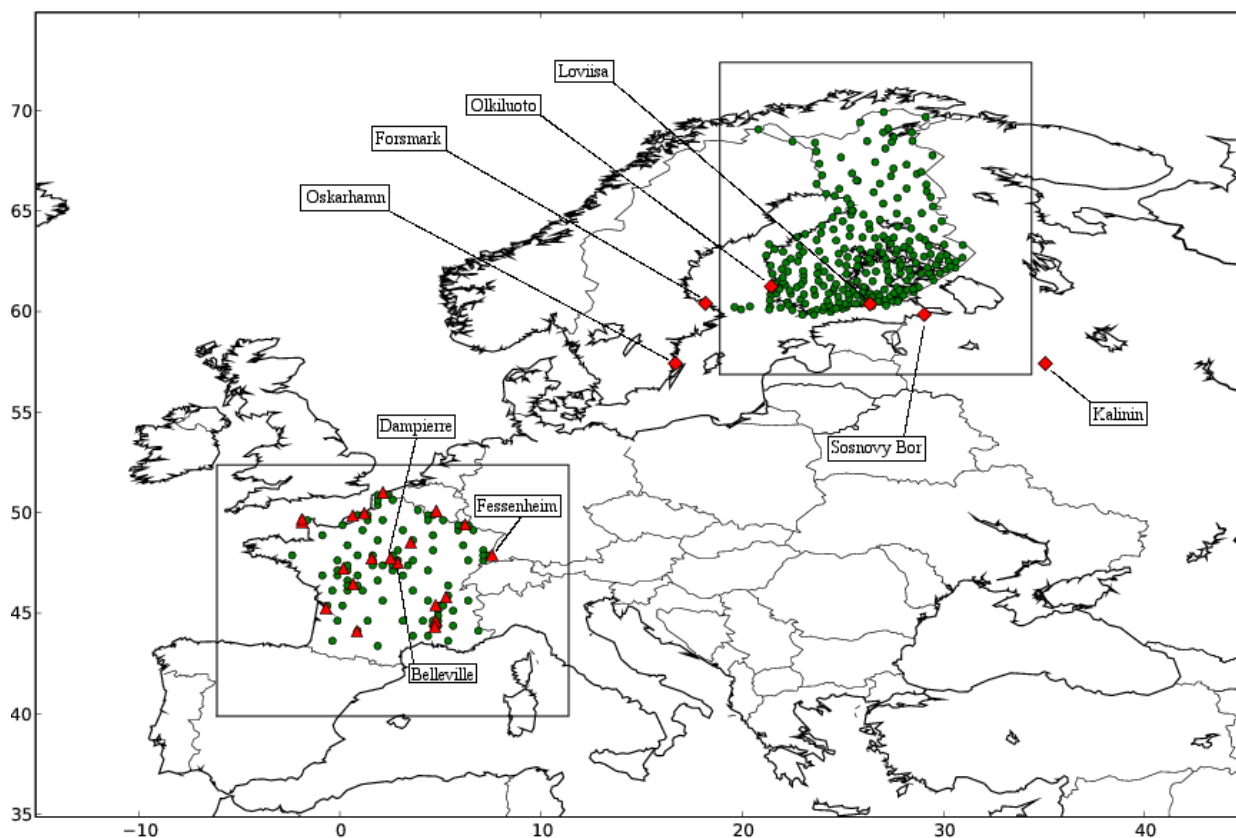 Loviisa
Olkiluoto
Forsmark
Oskarhamn
Kalinin
Sosnovy Bor
Dampierre
Fessenheim
Belleville
70
65
60
55
50
45
40
35
−10
0
10
20
30
40